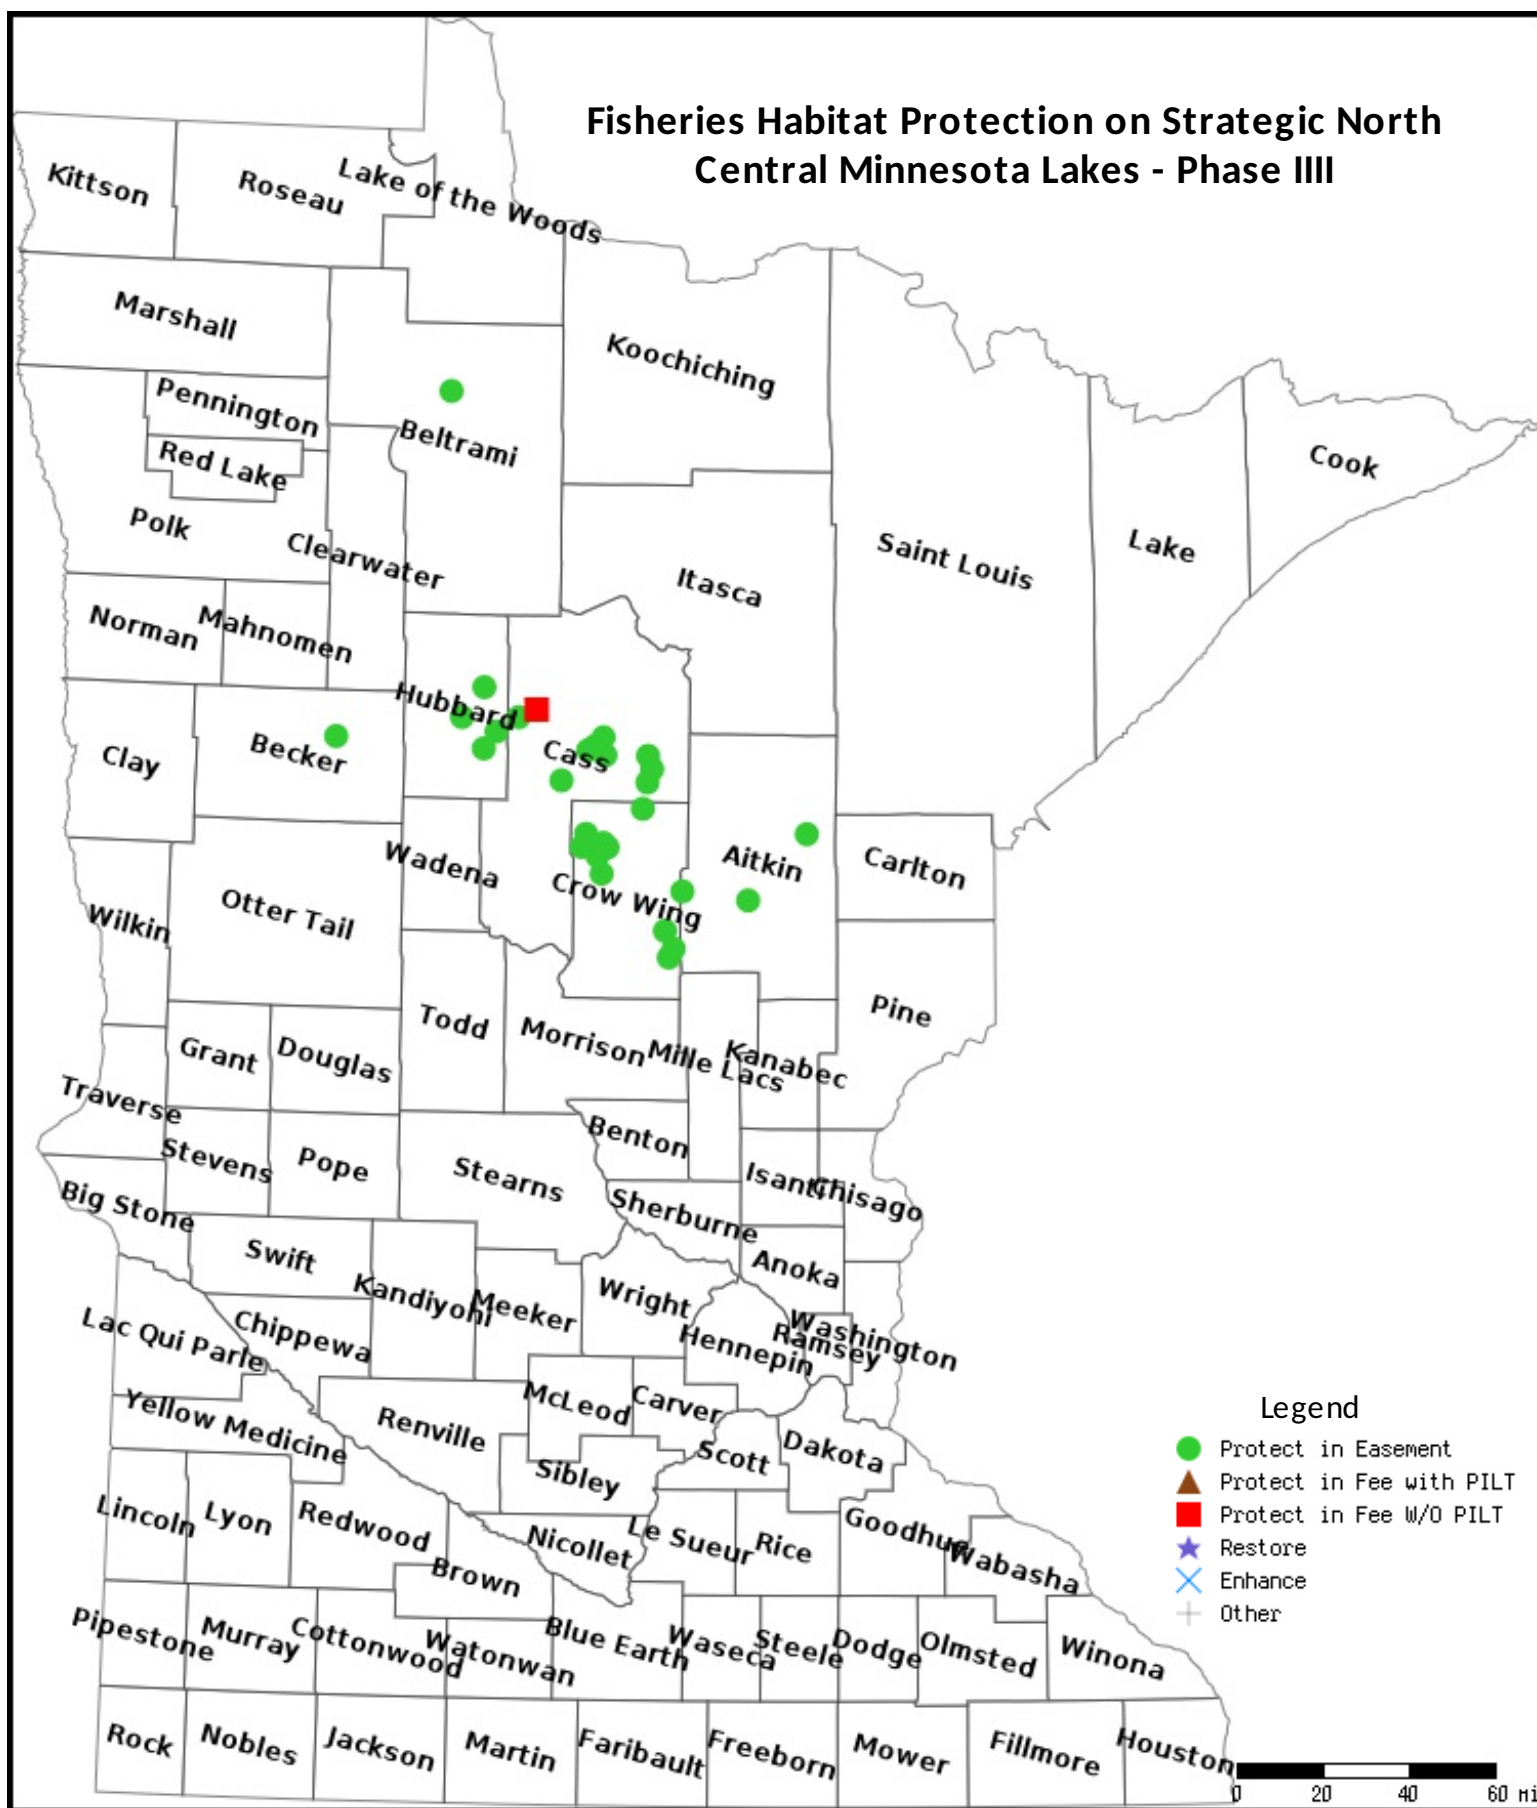 Fisheries Habitat Protection on Strategic North
Central Minnesota Lakes - Phase IIII
Kittson
Roseau
Lake of the Woods
Marshall
Koochiching
Pennington
Beltrami
Red Lake
Cook
Polk
Clearwater
Saint Louis
Lake
Itasca
Norman
Mahnomen
Hubbard
Clay
Becker
Cass
Wadena
Aitkin
Carlton
Crow Wing
Wilkin
Otter Tail
Pine
Todd
Morrison
Mille Lacs
Kanabec
Grant
Douglas
Traverse
Benton
Stevens
Pope
Stearns
Isanti
Chisago
Big Stone
Sherburne
Swift
Anoka
Kandiyohi
Meeker
Wright
Washington
Ramsey
Hennepin
Lac Qui Parle
Chippewa
McLeod
Carver
Yellow Medicine
Renville
Scott
Dakota
Sibley
Lincoln
Lyon
Redwood
Nicollet
Le Sueur
Rice
Goodhue
Wabasha
Brown
Pipestone
Murray
Cottonwood
Watonwan
Blue Earth
Waseca
Steele
Dodge
Olmsted
Winona
Rock
Nobles
Jackson
Martin
Faribault
Freeborn
Mower
Fillmore
Houston
Legend
Protect in Easement
Protect in Fee with PILT
Protect in Fee W/O PILT
Restore
Enhance
Other
0 20 40 60 Mi